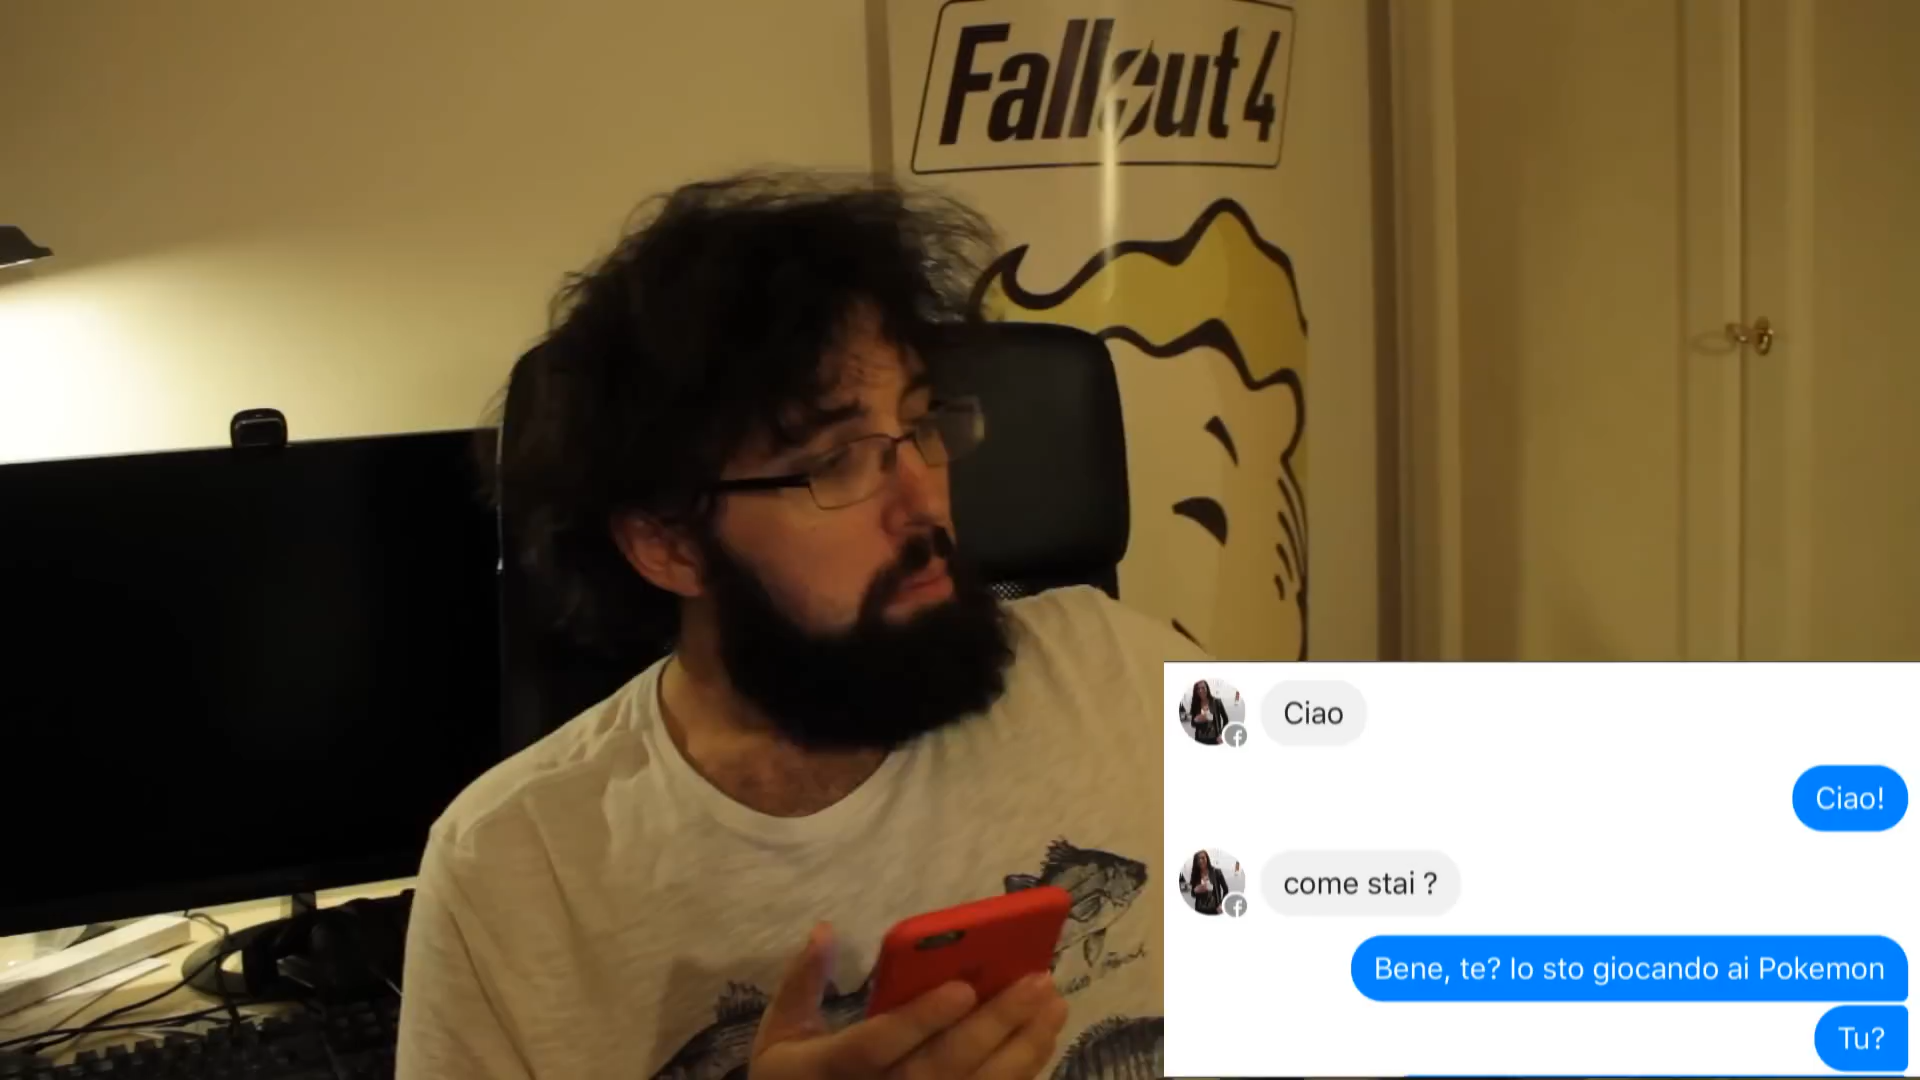 Fallout 4
Ciao
Ciao!
come stai ?
Bene, te? Io sto giocando ai Pokemon
Tu?